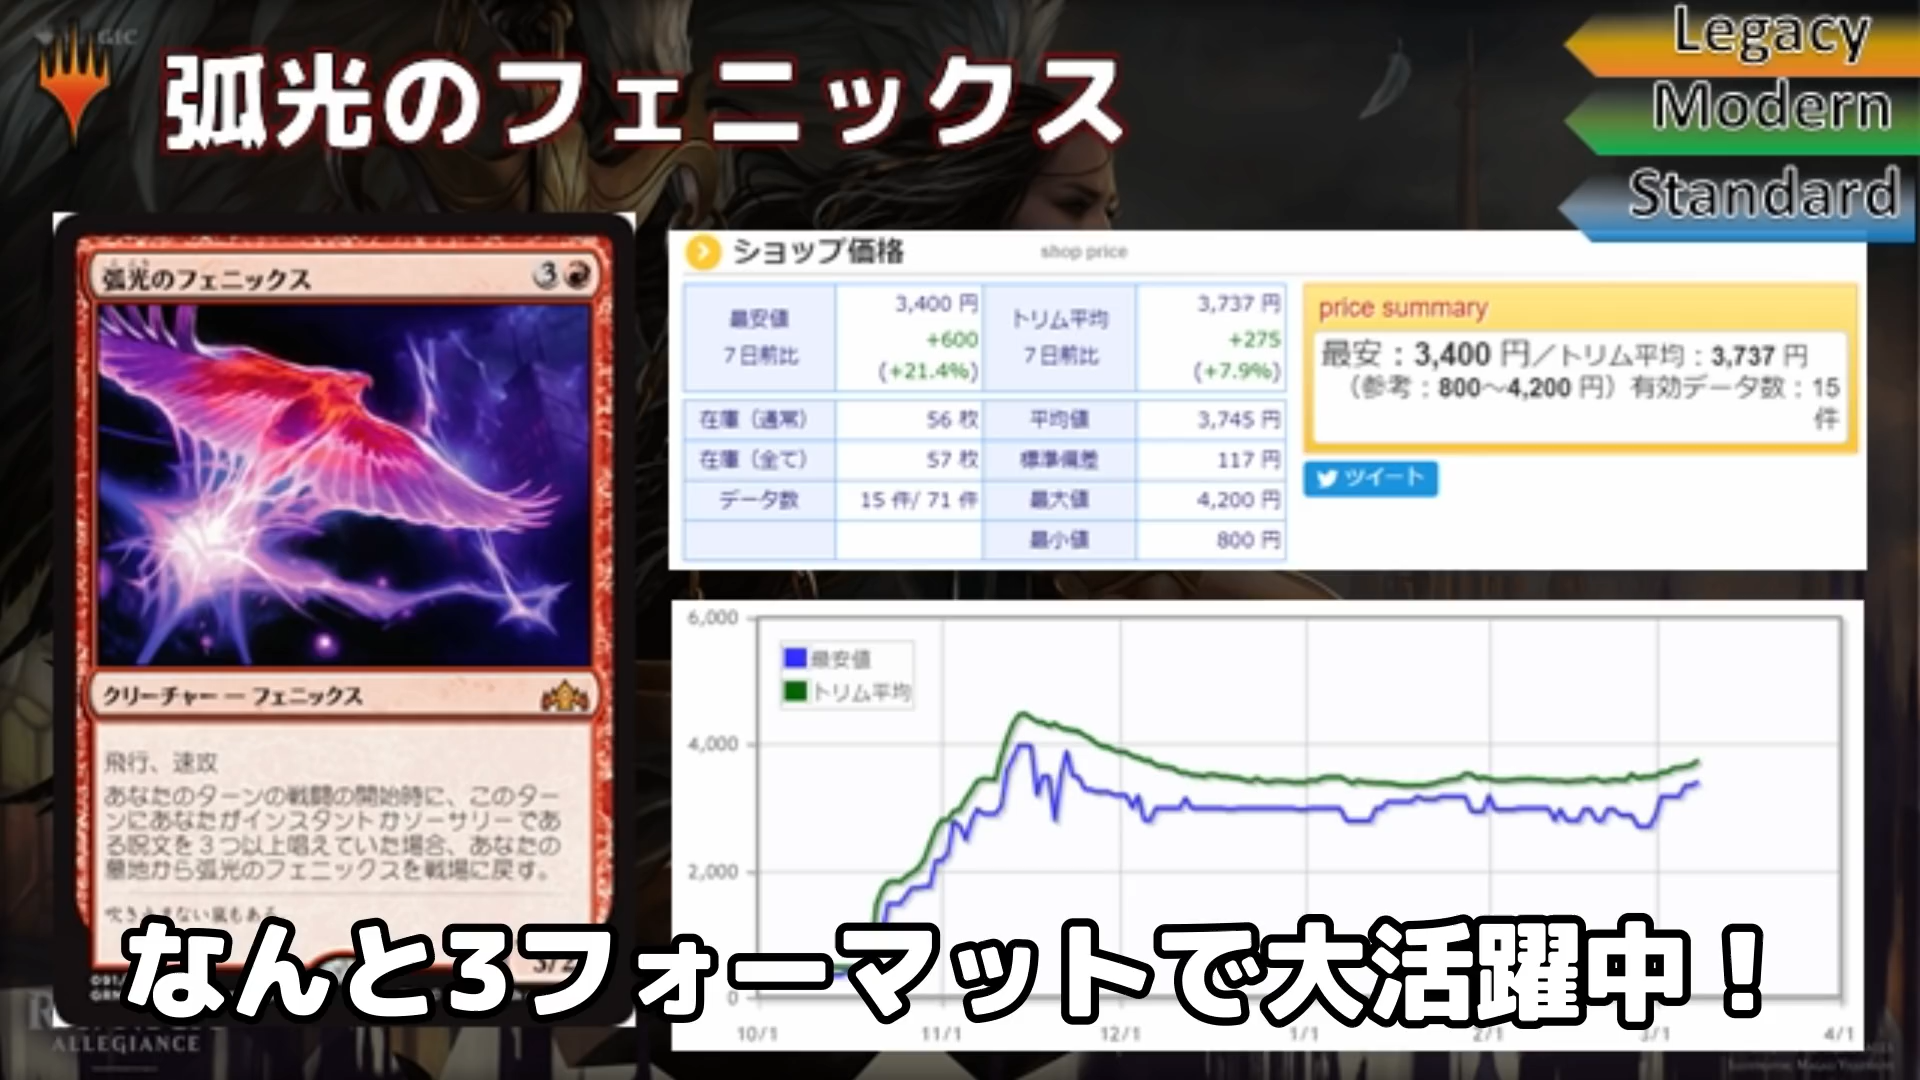 弧光のフェニックス
Legacy
Modern
Standard
弧光のフェニックス
3
クリーチャー — フェニックス
飛行、速攻
あなたのターンの戦闘の開始時に、このター
ンにあなたがインスタントかソーサリーであ
る呪文を３つ以上唱えていた場合、あなたの
墓地から弧光のフェニックスを戦場に戻す。
吹き止まない嵐もある
ショップ価格
shop price
最安値
７日前比
3,400 円
+600
(+21.4%)
トリム平均
７日前比
3,737 円
+275
(+7.9%)
在庫（通常） 56 枚 平均値 3,745 円
在庫（全て） 57 枚 標準偏差 117 円
データ数 15 件/ 71 件 最大値 4,200 円
最小値 800 円
price summary
最安：3,400 円／トリム平均：3,737 円
（参考：800～4,200 円）有効データ数：15
件
ツイート
6,000
最安値
トリム平均
4,000
2,000
0
10/1 11/1 12/1 1/1 2/1 3/1 4/1
なんと3フォーマットで大活躍中！
ALLEGIANCE